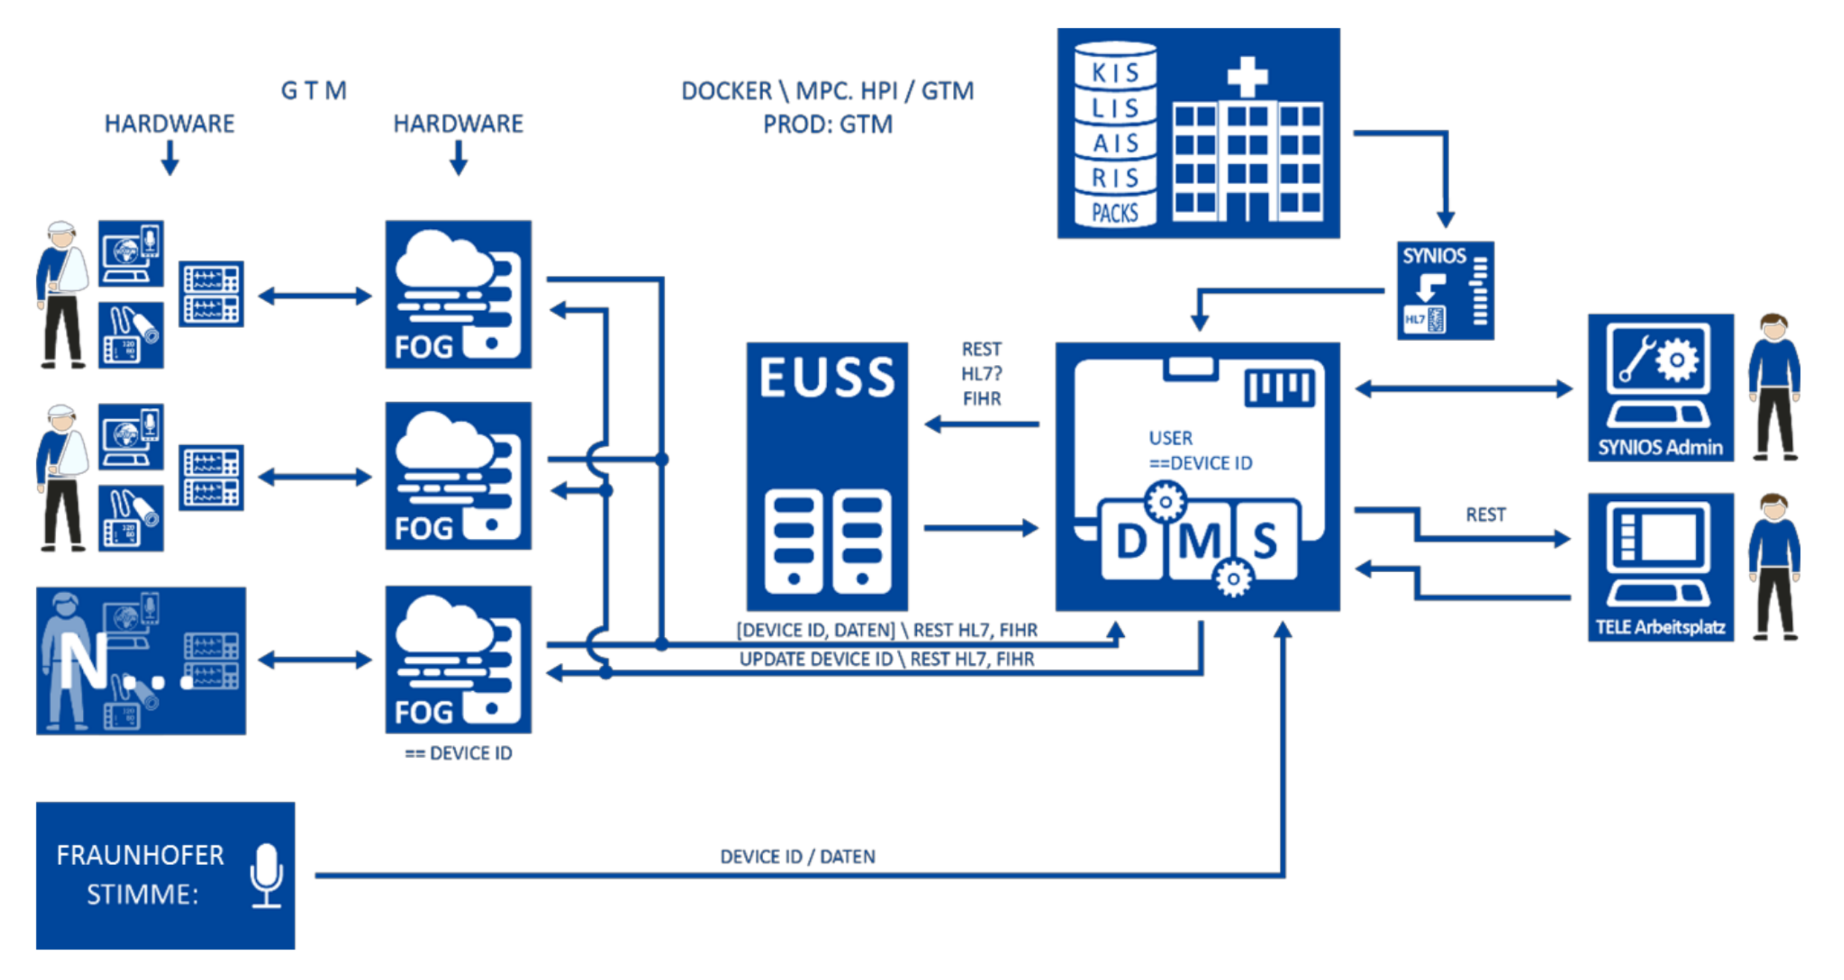 G T M
HARDWARE
HARDWARE
DOCKER \ MPC. HPI / GTM
PROD: GTM
KIS
LIS
AIS
RIS
PACKS
SYNIOS
HL7
FOG
FOG
FOG
== DEVICE ID
N...
EUSS
REST
HL7?
FIHR
USER
==DEVICE ID
D M S
SYNIOS Admin
REST
TELE Arbeitsplatz
[DEVICE ID, DATEN] \ REST HL7, FIHR
UPDATE DEVICE ID \ REST HL7, FIHR
FRAUNHOFER
STIMME:
DEVICE ID / DATEN